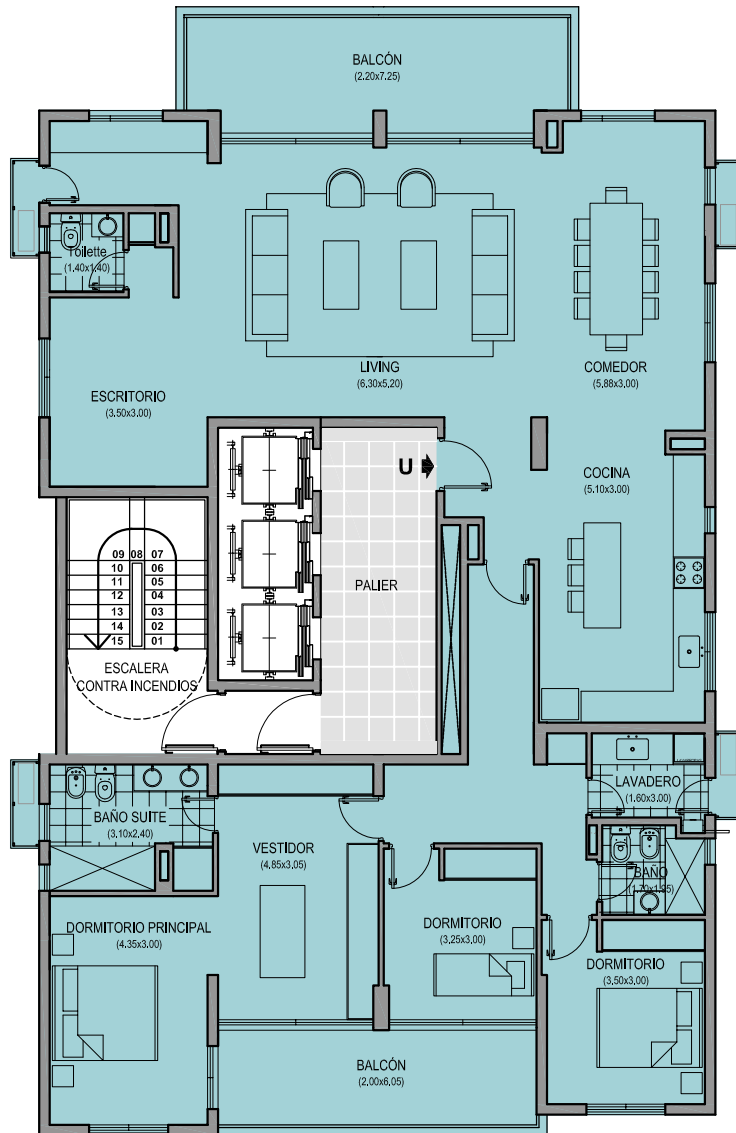 BALCÓN
(2.20x7.25)
Toilette
(1.40x1.40)
LIVING
(6,30x5,20)
COMEDOR
(5,88x3,00)
ESCRITORIO
(3.50x3.00)
U
COCINA
(5.10x3.00)
09 08 07
10 06
11 05
12 04
13 03
14 02
15 01
PALIER
ESCALERA
CONTRA INCENDIOS
BAÑO SUITE
(3.10x2,40)
LAVADERO
(1.60x3.00)
VESTIDOR
(4,85x3,05)
BAÑO
(1.70x1.95)
DORMITORIO PRINCIPAL
(4.35x3.00)
DORMITORIO
(3,25x3,00)
DORMITORIO
(3,50x3,00)
BALCÓN
(2,00x6,05)